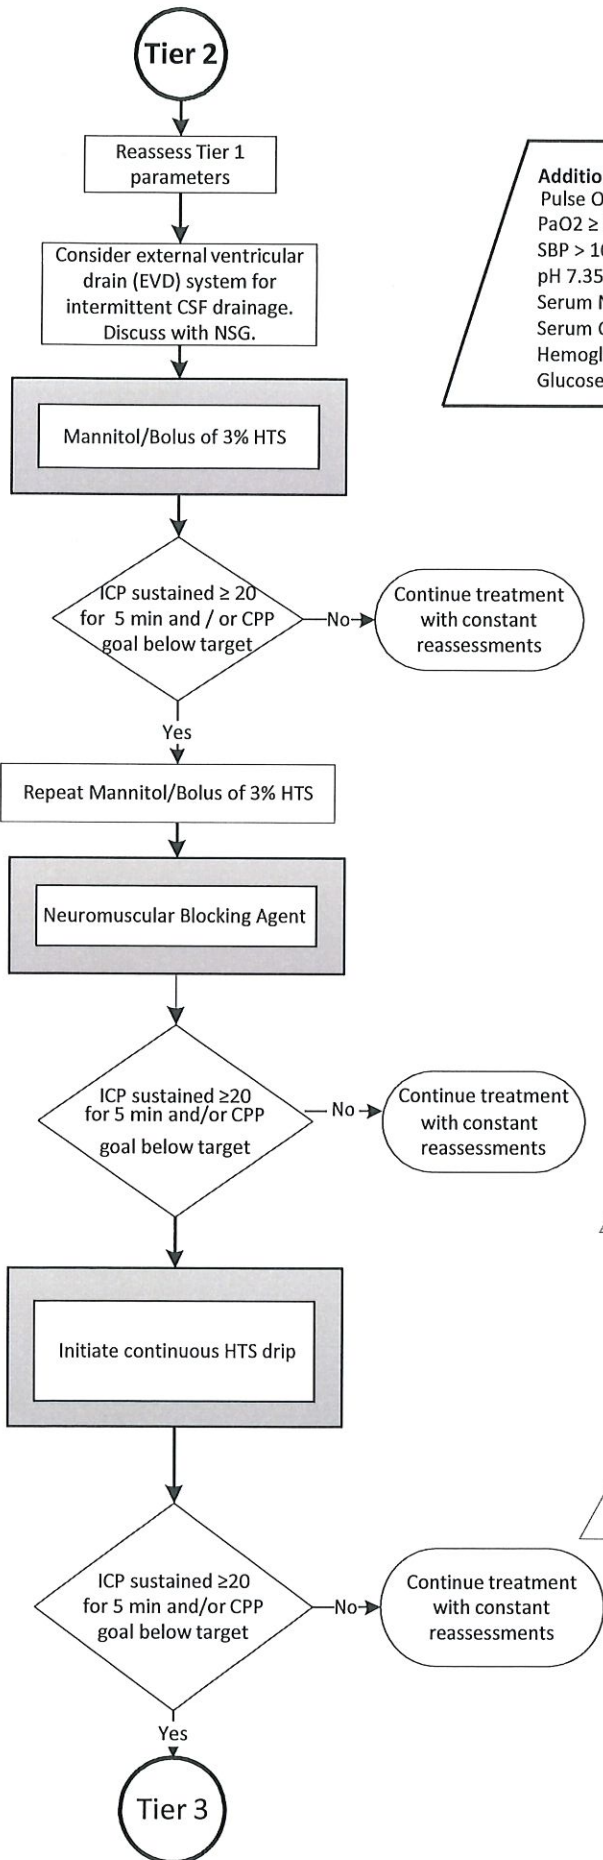 Tier 2
Reassess Tier 1
parameters
Consider external ventricular
drain (EVD) system for
intermittent CSF drainage.
Discuss with NSG.
Mannitol/Bolus of 3% HTS
ICP sustained ≥ 20
for 5 min and / or CPP
goal below target
No
Continue treatment
with constant
reassessments
Yes
Repeat Mannitol/Bolus of 3% HTS
Neuromuscular Blocking Agent
ICP sustained ≥20
for 5 min and/or CPP
goal below target
No
Continue treatment
with constant
reassessments
Initiate continuous HTS drip
ICP sustained ≥20
for 5 min and/or CPP
goal below target
No
Continue treatment
with constant
reassessments
Yes
Tier 3
Pulse
PaO2 ≥
SBP >
pH
Serum
Serum
Glucose